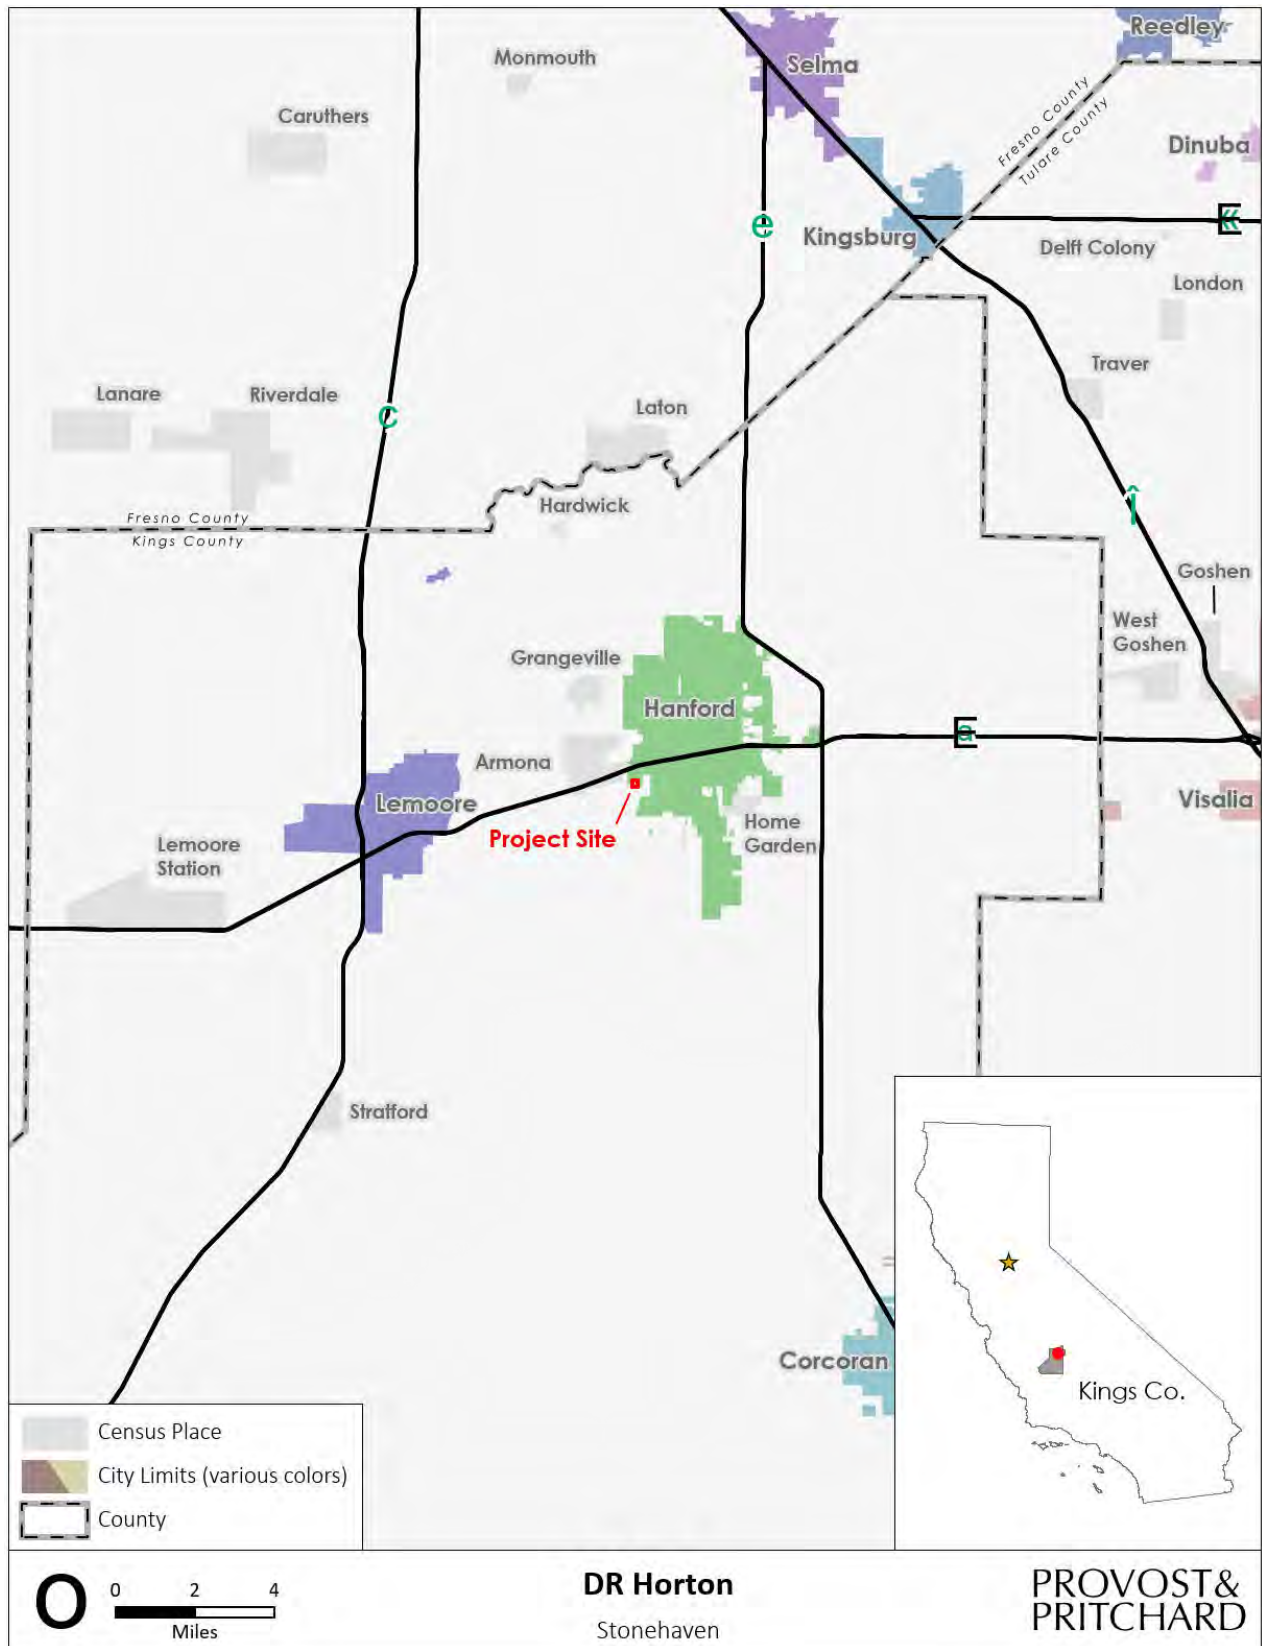 Reedley
Monmouth
Selma
Caruthers
Fresno County
Tulare County
Dinuba
e
Kingsburg
Delft Colony
London
Traver
Lanare
Riverdale
Laton
c
Hardwick
Fresno County
Kings County
Goshen
West
Goshen
Grangeville
Hanford
a
Armona
Lemoore
Visalia
Project Site
Home
Garden
Lemoore
Station
Stratford
Corcoran
Kings Co.
Census Place
City Limits (various colors)
County
O
0 2 4
Miles
DR Horton
Stonehaven
PROVOST&
PRITCHARD